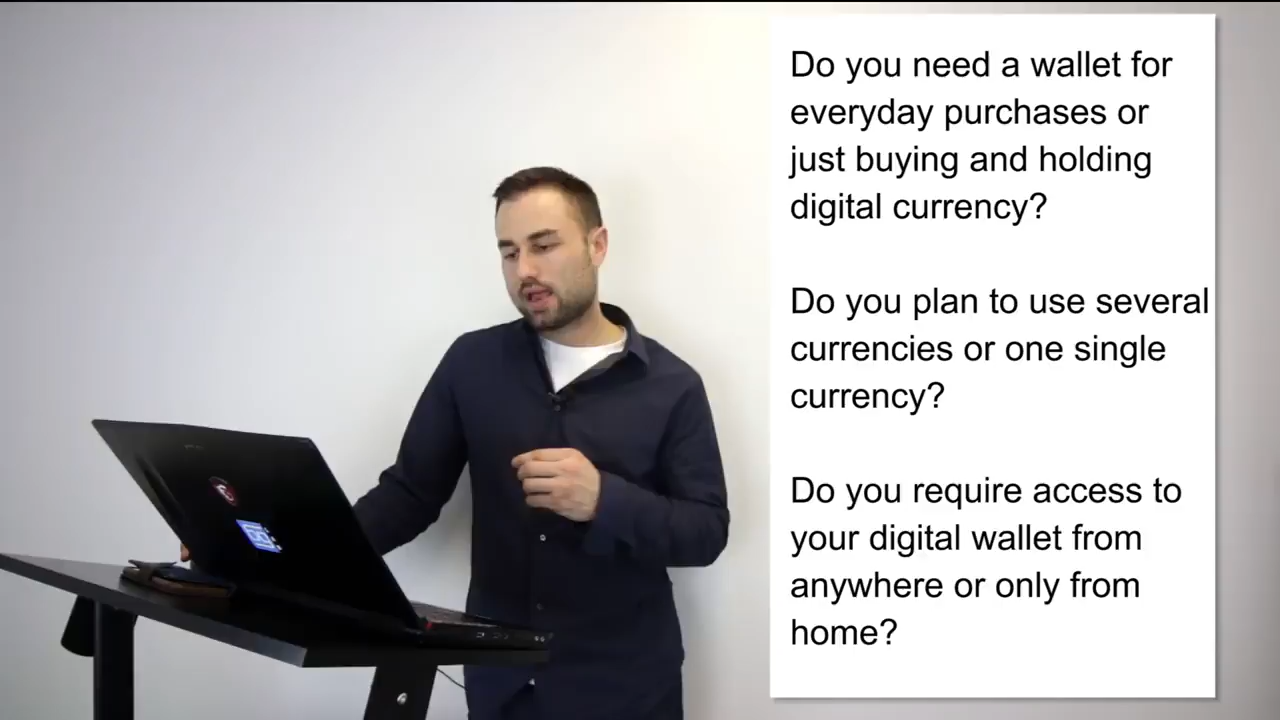 Do you need a wallet for
everyday purchases or
just buying and holding
digital currency?
Do you plan to use several
currencies or one single
currency?
Do you require access to
your digital wallet from
anywhere or only from
home?